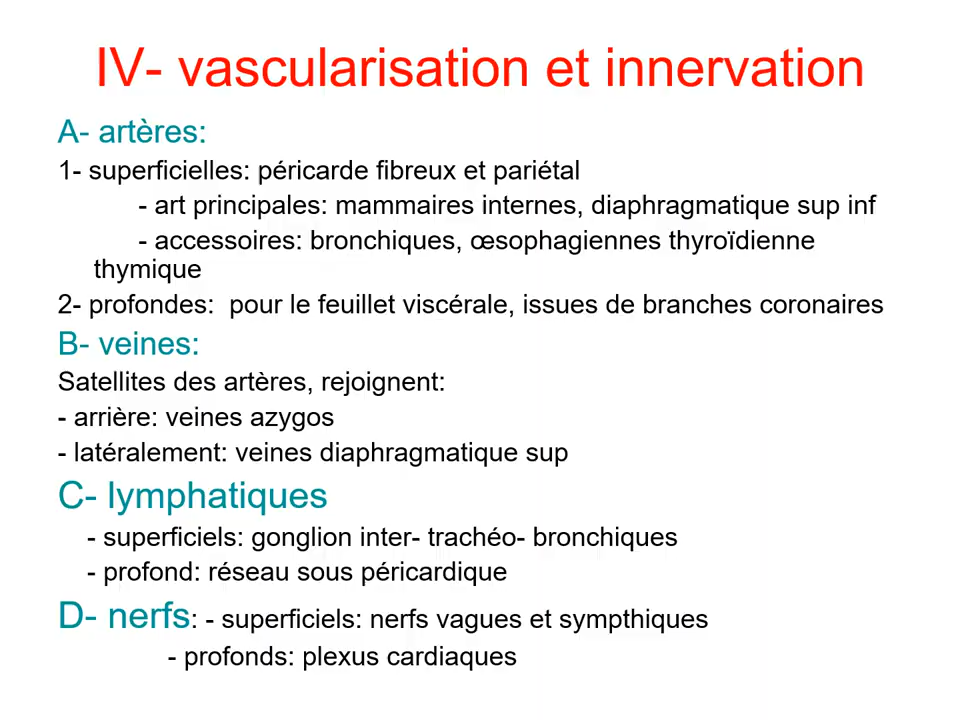 IV- vascularisation et innervation
A- artères:
1- superficielles: péricarde fibreux et pariétal
- art principales: mammaires internes, diaphragmatique sup inf
- accessoires: bronchiques, œsophagiennes thyroïdienne
thymique
2- profondes:  pour le feuillet viscérale, issues de branches coronaires
B- veines:
Satellites des artères, rejoignent:
- arrière: veines azygos
- latéralement: veines diaphragmatique sup
C- lymphatiques
- superficiels: gonglion inter- trachéo- bronchiques
- profond: réseau sous péricardique
D- nerfs: - superficiels: nerfs vagues et sympthiques
- profonds: plexus cardiaques